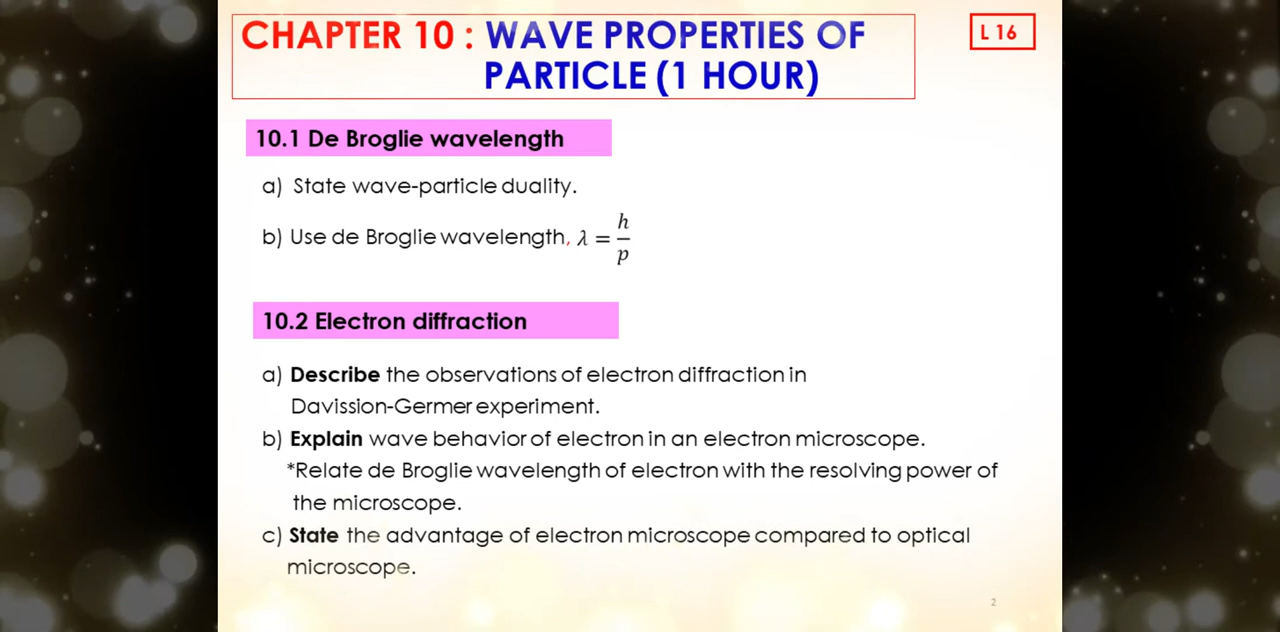 CHAPTER 10 : WAVE PROPERTIES OF
PARTICLE (1 HOUR)
L 16
10.1 De Broglie wavelength
a) State wave-particle duality.
b) Use de Broglie wavelength, λ = h/p
10.2 Electron diffraction
a) Describe the observations of electron diffraction in
Davission-Germer experiment.
b) Explain wave behavior of electron in an electron microscope.
*Relate de Broglie wavelength of electron with the resolving power of
the microscope.
c) State the advantage of electron microscope compared to optical
microscope.
2